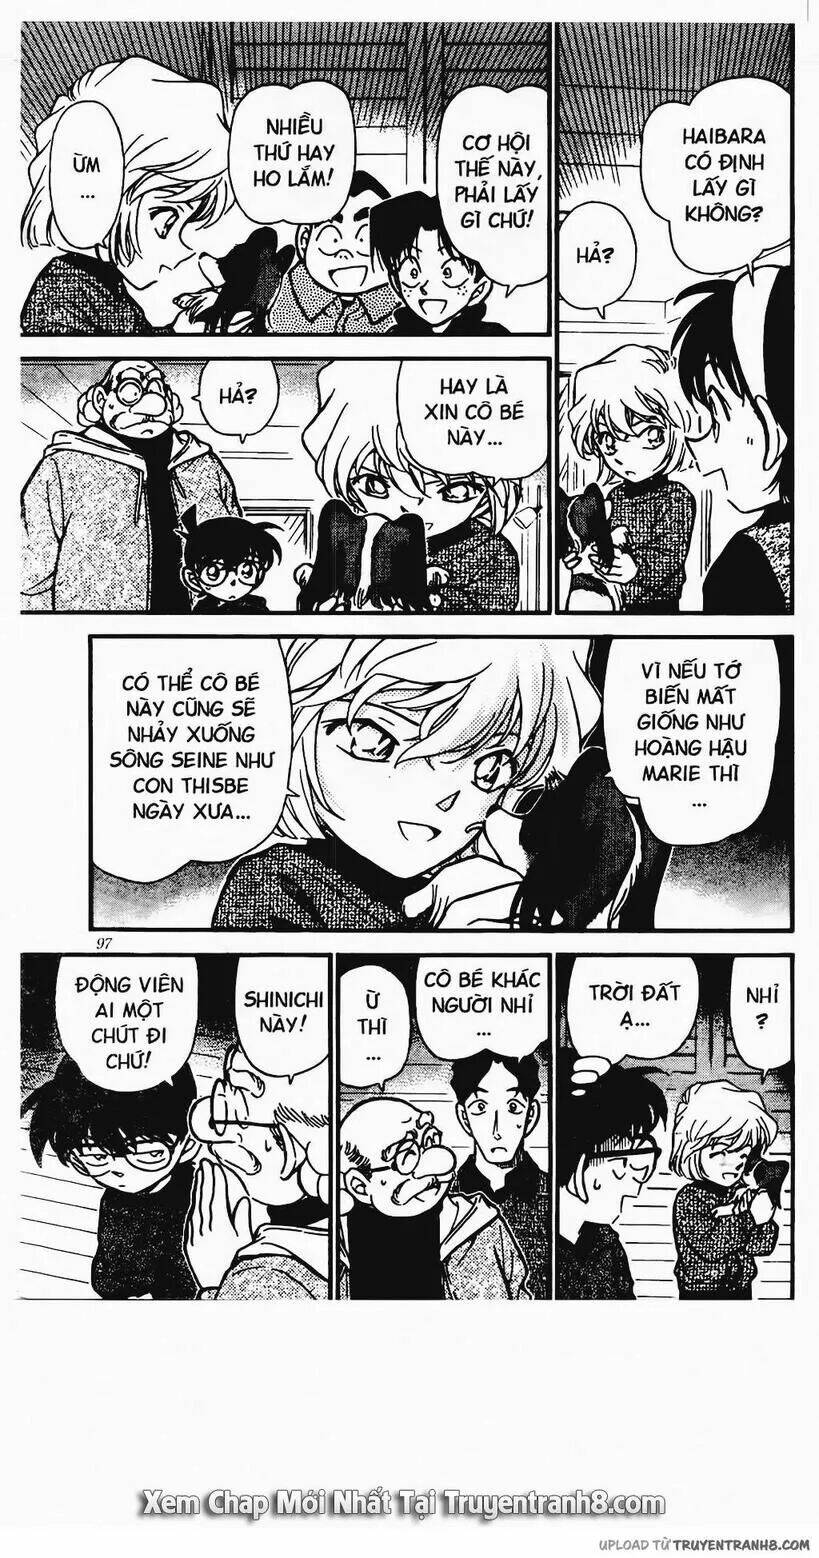 HAIBARA
CÓ ĐỊNH
LẤY GÌ
KHÔNG?
HẢ?
CƠ HỘI
THẾ NÀY,
PHẢI LẤY
GÌ CHỨ!
NHIỀU
THỨ HAY
HO LẮM!
ỪM
...
HAY LÀ
XIN CÔ BÉ
NÀY...
HẢ?
VÌ NẾU TỚ
BIẾN MẤT
GIỐNG NHƯ
HOÀNG HẬU
MARIE THÌ
...
CÓ THỂ CÔ BÉ
NÀY CŨNG SẼ
NHẢY XUỐNG
SÔNG SEINE NHƯ
CON THISBE
NGÀY XƯA...
97
NHỈ
?
TRỜI ĐẤT
Ạ...
CÔ BÉ KHÁC
NGƯỜI NHỈ
...
Ừ
THÌ
...
SHINICHI
NÀY!
ĐỘNG VIÊN
AI MỘT
CHÚT ĐI
CHỨ!
Xem Chap Mới Nhất Tại Truyentranh8.com
UPLOAD TỪ TRUYENTRANH8.COM